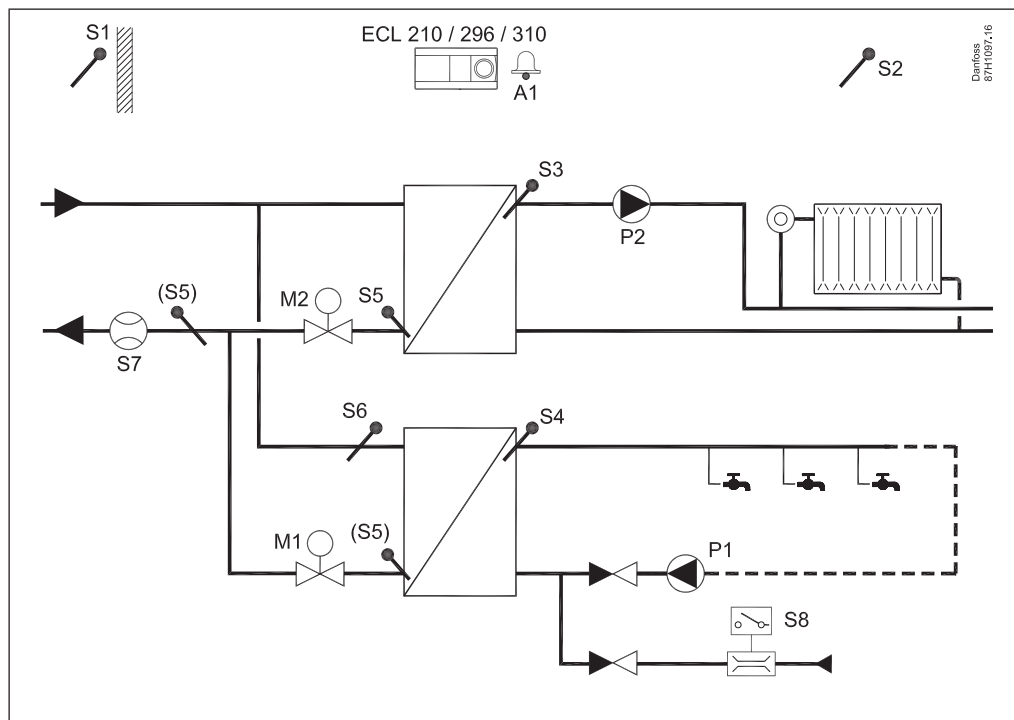 S1
ECL 210 / 296 / 310
A1
S2
Danfoss
87H1097.16
S3
P2
(S5)
M2
S5
S7
S6
S4
M1
(S5)
P1
S8